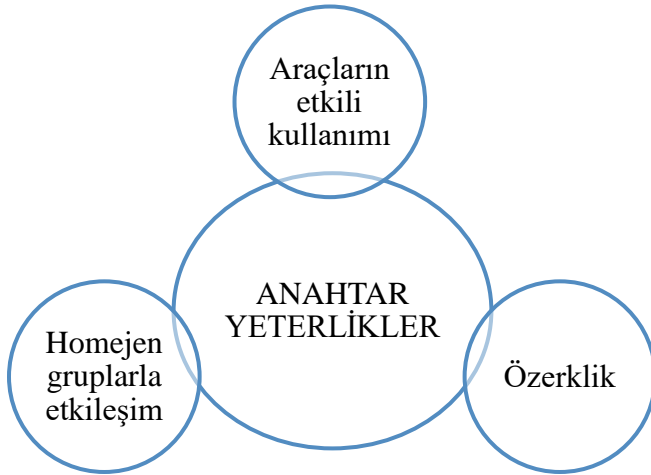 Araçların
etkili
kullanımı
ANAHTAR
YETERLİKLER
Homejen
gruplarla
etkileşim
Özerklik